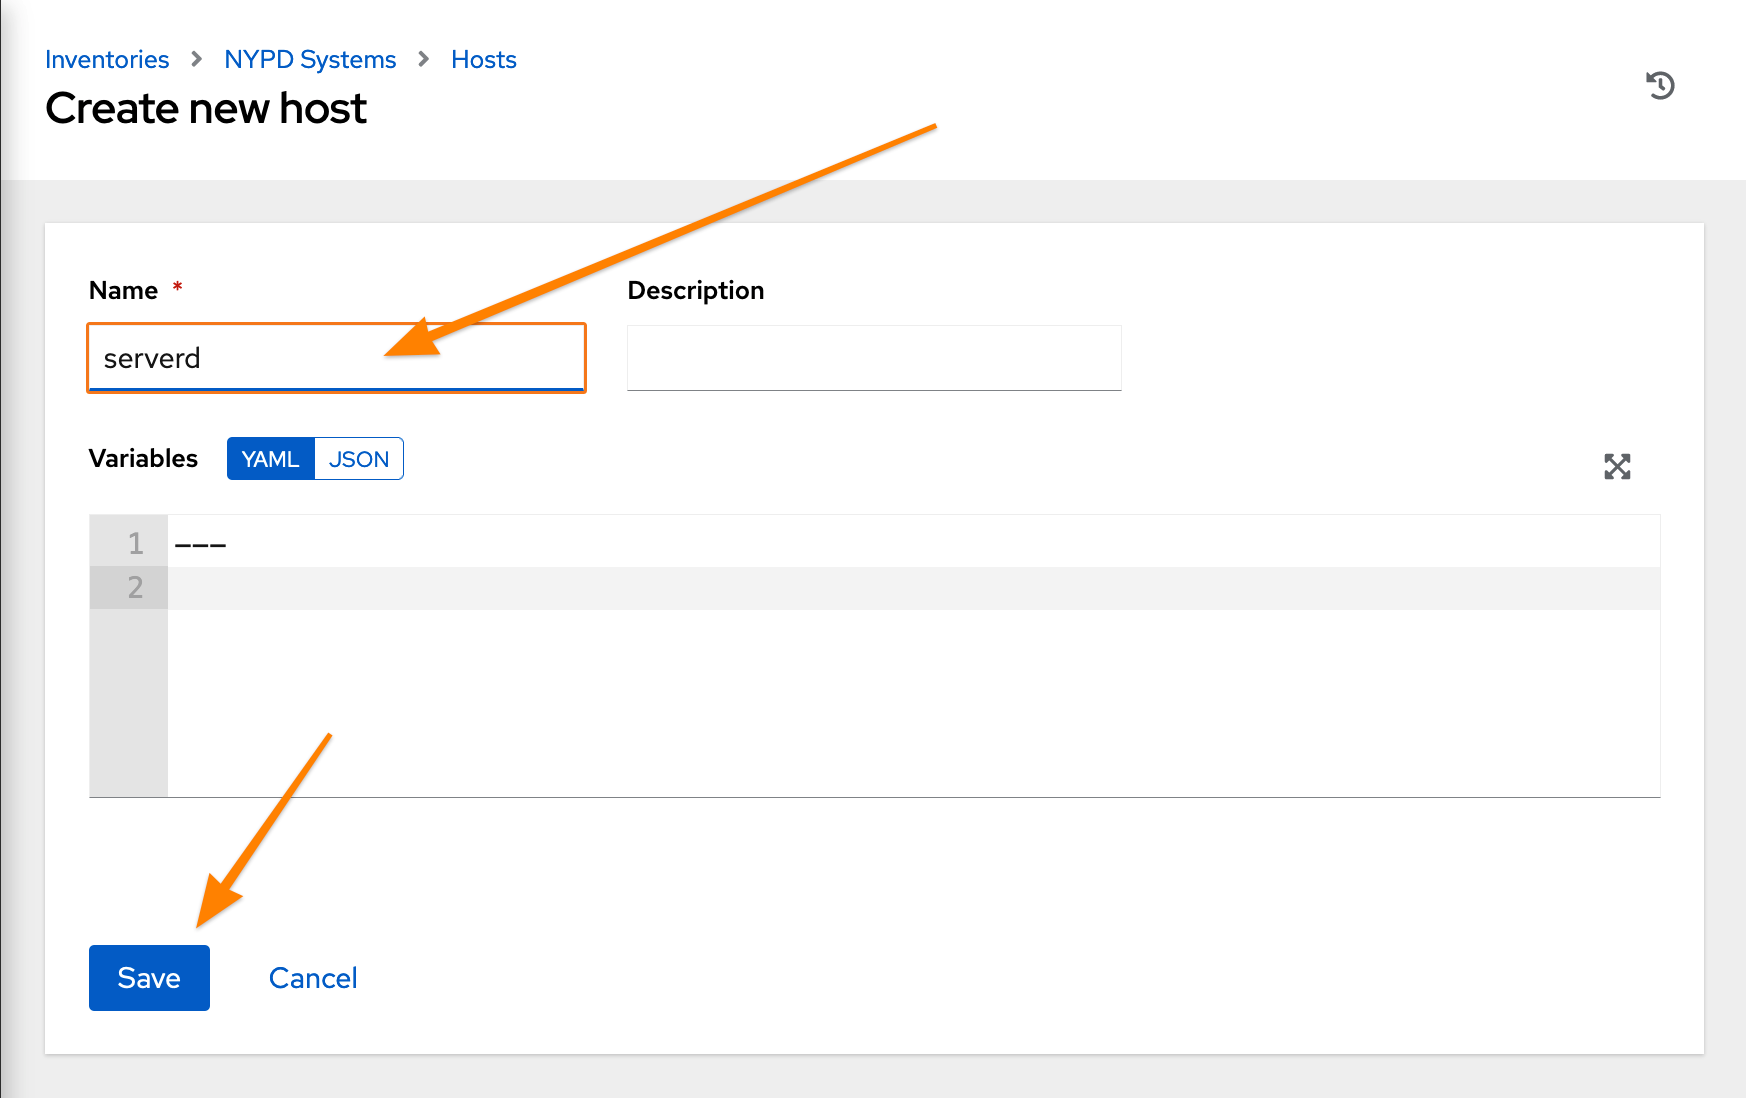 Inventories > NYPD Systems > Hosts
Create new host
Name * Description
serverd
Variables YAML JSON
1 ---
2
Save Cancel